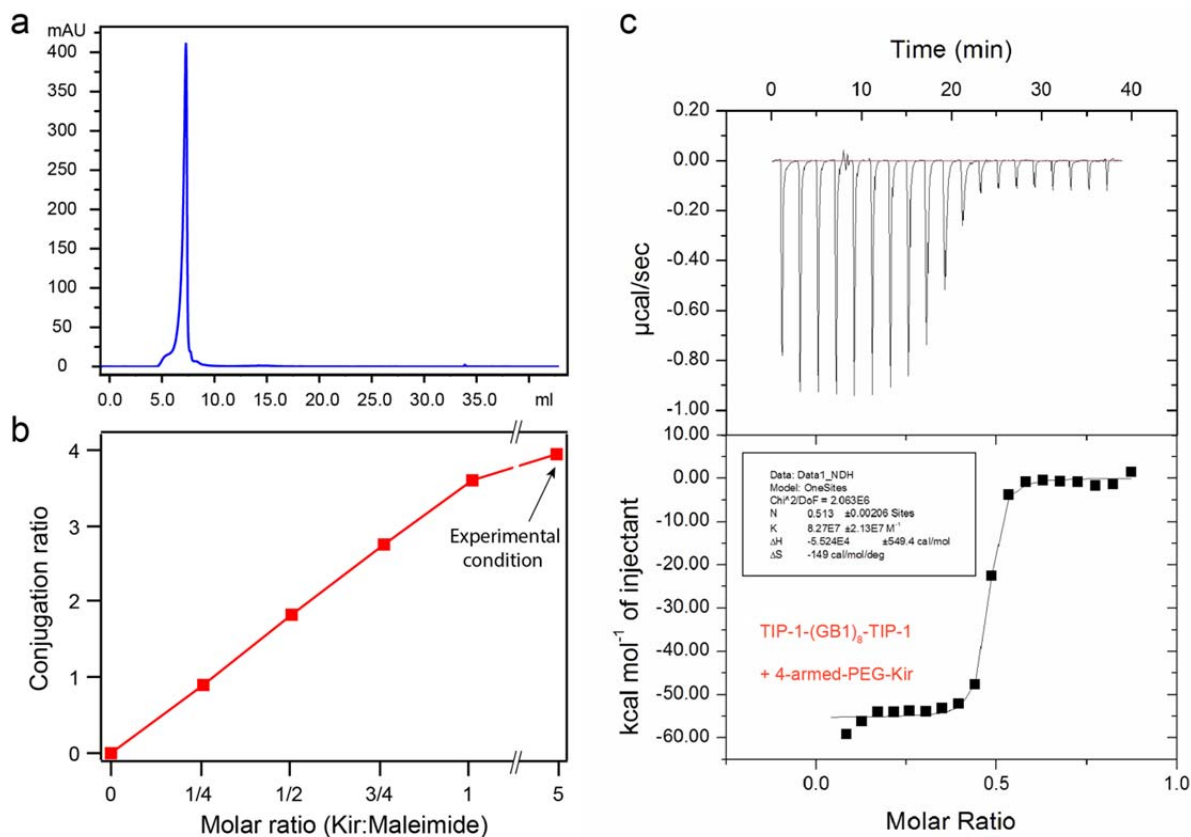 a
mAU
400
350
300
250
200
150
100
50
0
0.0 5.0 10.0 15.0 20.0 25.0 30.0 35.0 ml
b
Conjugation ratio
4
3
2
1
0
Experimental
condition
0 1/4 1/2 3/4 1 5
Molar ratio (Kir:Maleimide)
c
Time (min)
0 10 20 30 40
0.20
0.00
-0.20
-0.40
-0.60
-0.80
-1.00
µcal/sec
10.00
0.00
-10.00
-20.00
-30.00
-40.00
-50.00
-60.00
kcal mol⁻¹ of injectant
Data: Data1_NDH
Model: OneSites
Chi^2/DoF = 2.063E6
N 0.513 ±0.00206 Sites
K 8.27E7 ±2.13E7 M⁻¹
ΔH -5.524E4 ±549.4 cal/mol
ΔS -149 cal/mol/deg
TIP-1-(GB1)₈-TIP-1
+ 4-armed-PEG-Kir
0.0 0.5 1.0
Molar Ratio